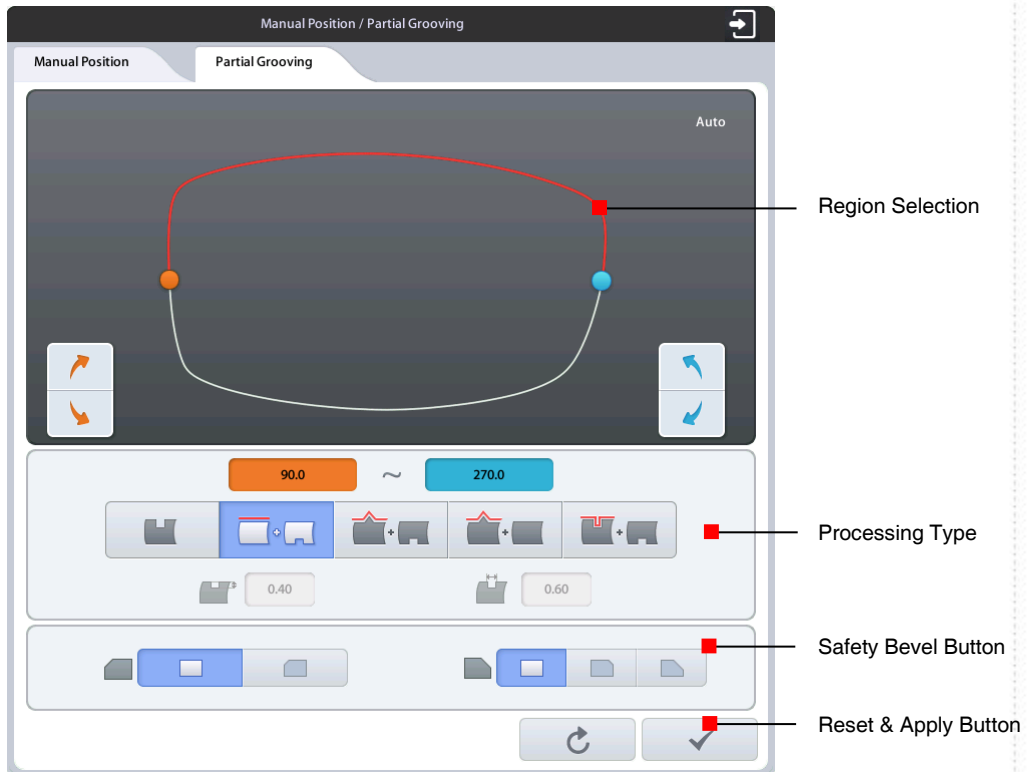 Manual Position / Partial Grooving
Manual Position
Partial Grooving
Auto
Region Selection
90.0 ~ 270.0
Processing Type
0.40
0.60
Safety Bevel Button
Reset & Apply Button